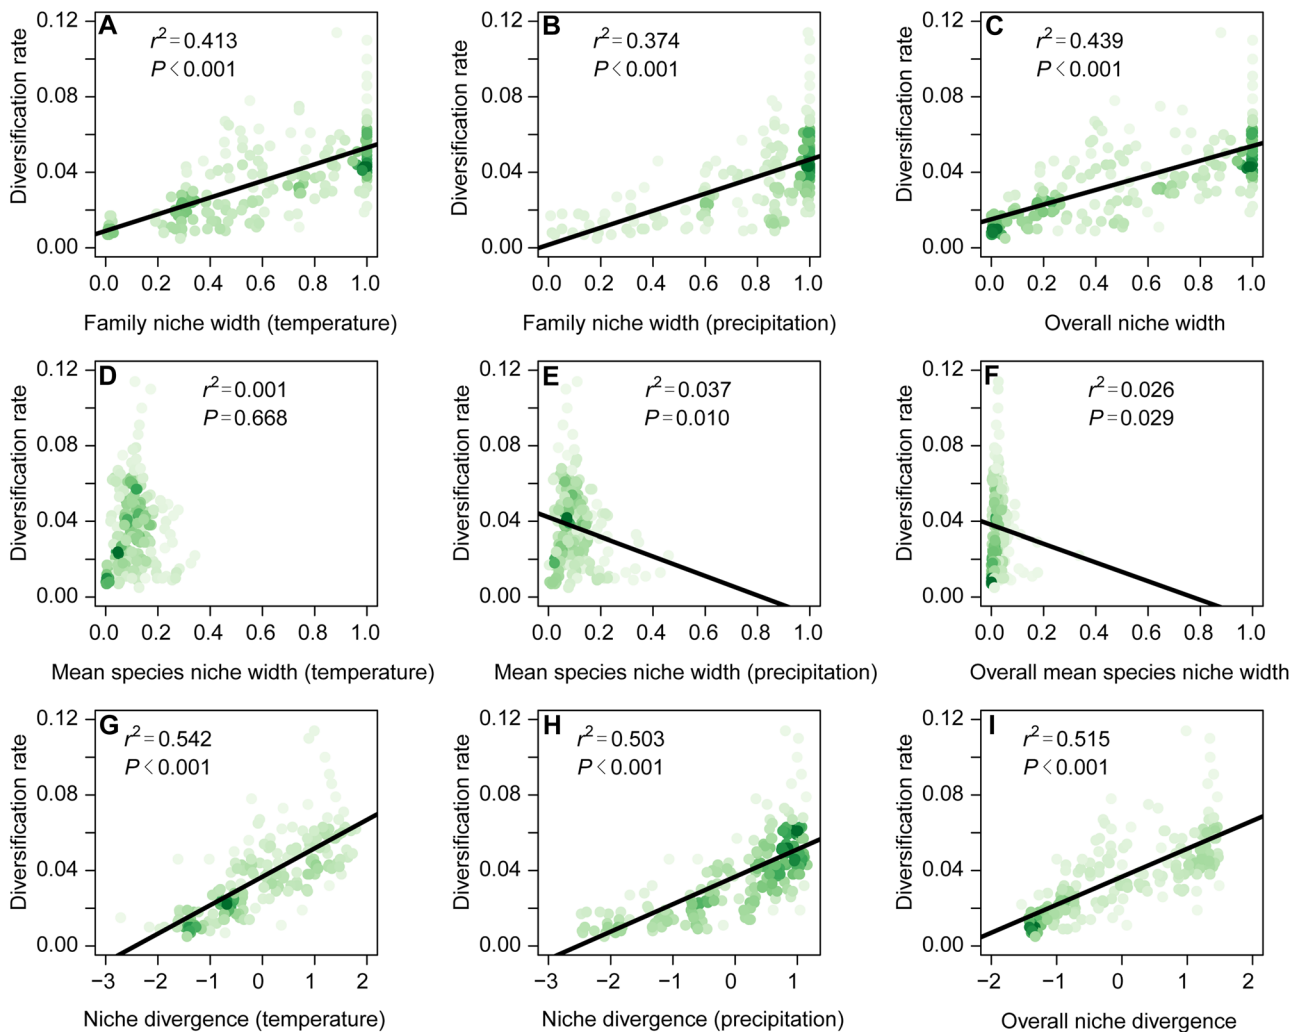 A
r² = 0.413
P < 0.001
Diversification rate
0.12
0.08
0.04
0.00
0.0 0.2 0.4 0.6 0.8 1.0
Family niche width (temperature)
B
r² = 0.374
P < 0.001
Diversification rate
0.12
0.08
0.04
0.00
0.0 0.2 0.4 0.6 0.8 1.0
Family niche width (precipitation)
C
r² = 0.439
P < 0.001
Diversification rate
0.12
0.08
0.04
0.00
0.0 0.2 0.4 0.6 0.8 1.0
Overall niche width
D
r² = 0.001
P = 0.668
Diversification rate
0.12
0.08
0.04
0.00
0.0 0.2 0.4 0.6 0.8 1.0
Mean species niche width (temperature)
E
r² = 0.037
P = 0.010
Diversification rate
0.12
0.08
0.04
0.00
0.0 0.2 0.4 0.6 0.8 1.0
Mean species niche width (precipitation)
F
r² = 0.026
P = 0.029
Diversification rate
0.12
0.08
0.04
0.00
0.0 0.2 0.4 0.6 0.8 1.0
Overall mean species niche width
G
r² = 0.542
P < 0.001
Diversification rate
0.12
0.08
0.04
0.00
−3 −2 −1 0 1 2
Niche divergence (temperature)
H
r² = 0.503
P < 0.001
Diversification rate
0.12
0.08
0.04
0.00
−3 −2 −1 0 1
Niche divergence (precipitation)
I
r² = 0.515
P < 0.001
Diversification rate
0.12
0.08
0.04
0.00
−2 −1 0 1 2
Overall niche divergence